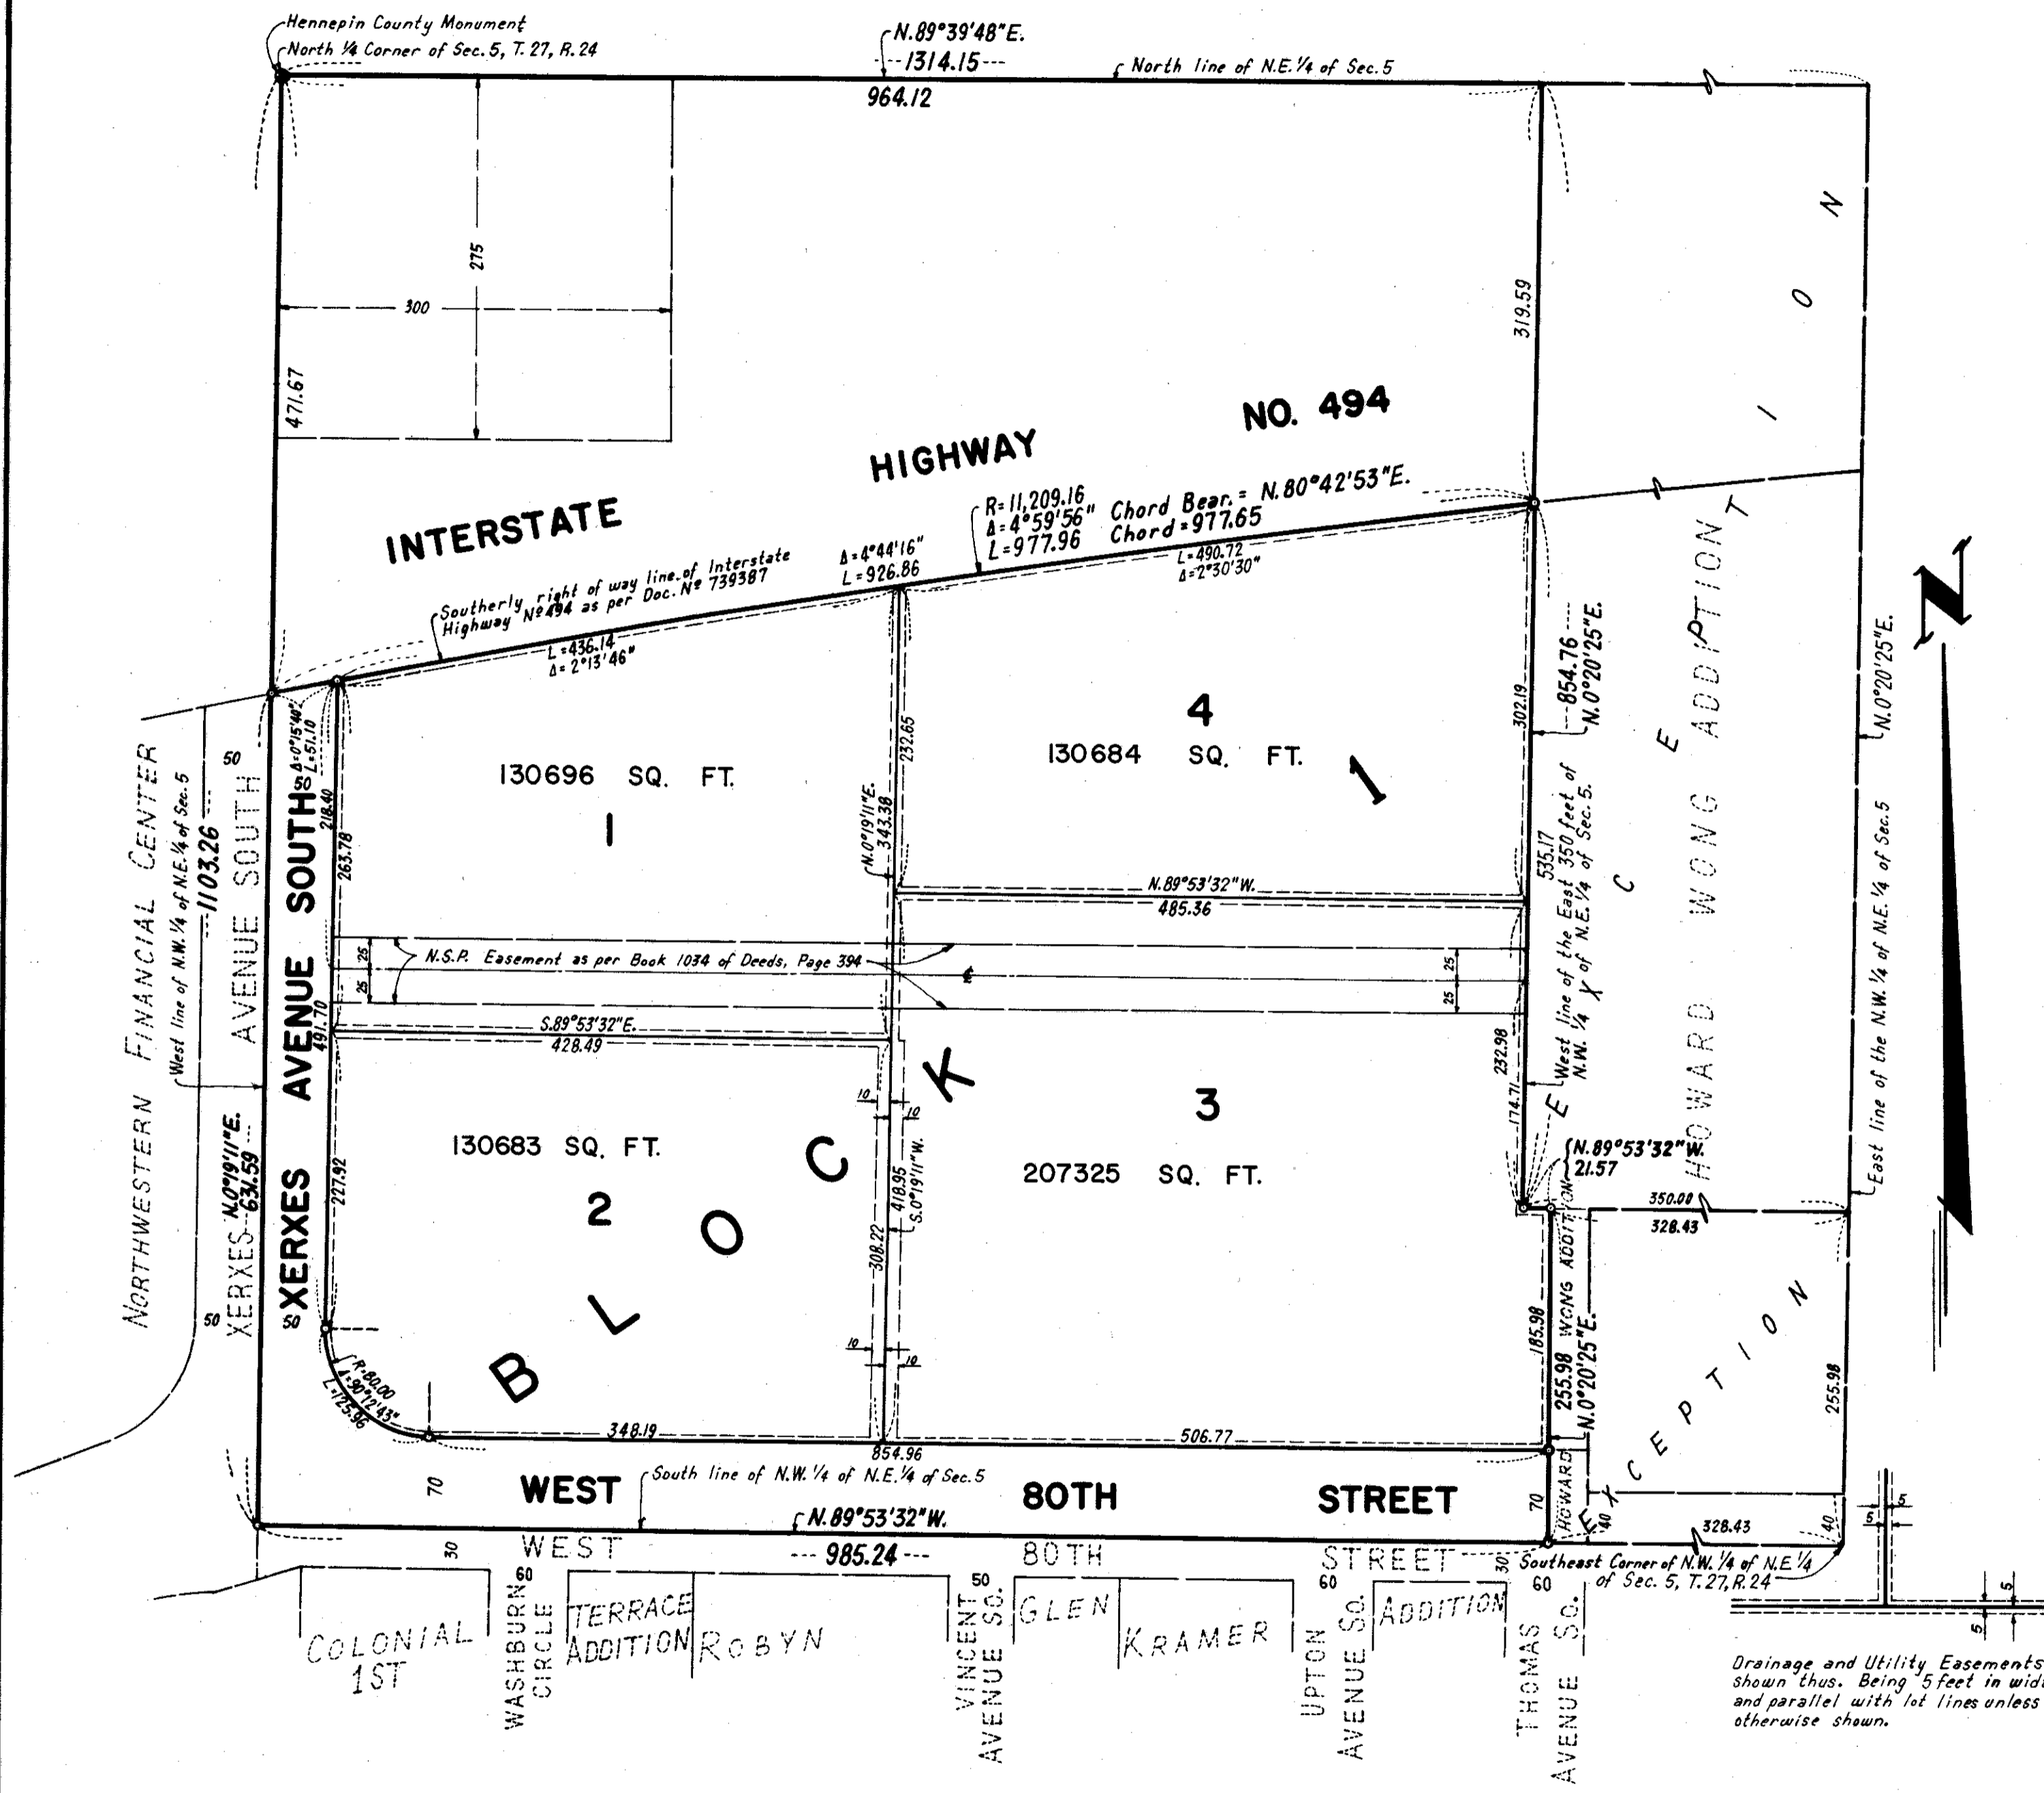 Hennepin County Monument
North 1/4 Corner of Sec. 5, T. 27, R. 24
N.89°39'48"E.
---1314.15---
North line of N.E. 1/4 of Sec. 5
964.12
275
300
471.67
319.59
INTERSTATE HIGHWAY NO. 494
R=11,209.16
Δ=4°59'56" Chord Bear. = N.80°42'53"E.
L=977.96 Chord=977.65
Δ=4°44'16"
L=926.86
L=490.72
Δ=2°30'30"
Southerly right of way line of Interstate
Highway No 494 as per Doc. No 739387
L=436.14
Δ=2°13'46"
Δ=0°15'40"
L=51.10
50
50
218.40
263.78
232.65
N.0°19'11"E.
343.38
302.19
---854.76---
N.0°20'25"E.
535.17
West line of the East 350 feet of
N.W. 1/4 of N.E. 1/4 of Sec. 5.
130696 SQ. FT.
1
4
130684 SQ. FT.
BLOCK 1
EXCEPTION
HOWARD WONG ADDITION
N.0°20'25"E.
East line of the N.W. 1/4 of N.E. 1/4 of Sec. 5
N
NORTHWESTERN FINANCIAL CENTER
West line of N.W. 1/4 of N.E. 1/4 of Sec. 5
---1103.26---
XERXES AVENUE SOUTH
XERXES AVENUE SOUTH
N.0°19'11"E.
---631.59---
N.89°53'32"W.
485.36
25
25
N.S.P. Easement as per Book 1034 of Deeds, Page 394
25
25
491.70
S.89°53'32"E.
428.49
232.98
174.71
10
10
130683 SQ. FT.
2
227.92
308.22
418.95
S.0°19'11"W.
3
207325 SQ. FT.
N.89°53'32"W.
21.57
350.00
328.43
50
50
R=80.00
Δ=90°12'43"
L=125.96
10
10
185.98
255.98
N.0°20'25"E.
HOWARD WONGS ADDITION
EXCEPTION
255.98
348.19
854.96
506.77
70
WEST 80TH STREET
South line of N.W. 1/4 of N.E. 1/4 of Sec. 5
N.89°53'32"W.
70
40
328.43
40
30
WEST 80TH STREET
---985.24---
30
Southeast Corner of N.W. 1/4 of N.E. 1/4
of Sec. 5, T. 27, R. 24
60
50
60
60
COLONIAL
1ST
WASHBURN
CIRCLE
TERRACE
ADDITION
ROBYN
VINCENT
AVENUE SO.
GLEN
KRAMER
UPTON
AVENUE SO.
ADDITION
THOMAS
AVENUE SO.
5
5
5
5
Drainage and Utility Easements
shown thus. Being 5 feet in
and parallel with lot lines unless
otherwise shown.